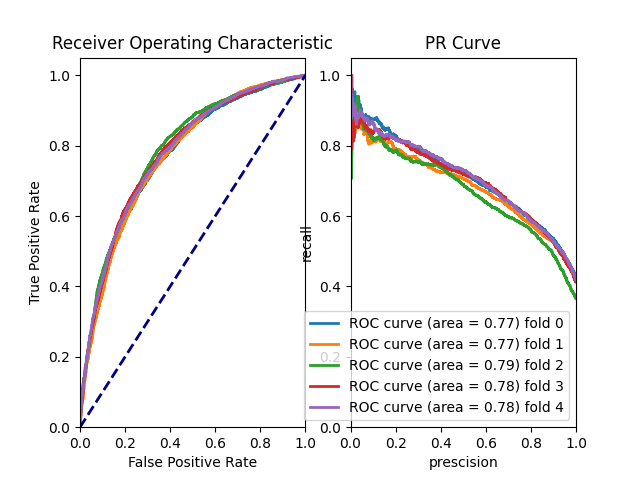 Receiver Operating Characteristic
True Positive Rate
1.0
0.8
0.6
0.4
0.2
0.0
0.0 0.2 0.4 0.6 0.8 1.0
False Positive Rate
PR Curve
recall
1.0
0.8
0.6
0.4
0.2
0.0
ROC curve (area = 0.77) fold 0
ROC curve (area = 0.77) fold 1
ROC curve (area = 0.79) fold 2
ROC curve (area = 0.78) fold 3
ROC curve (area = 0.78) fold 4
0.0 0.2 0.4 0.6 0.8 1.0
prescision